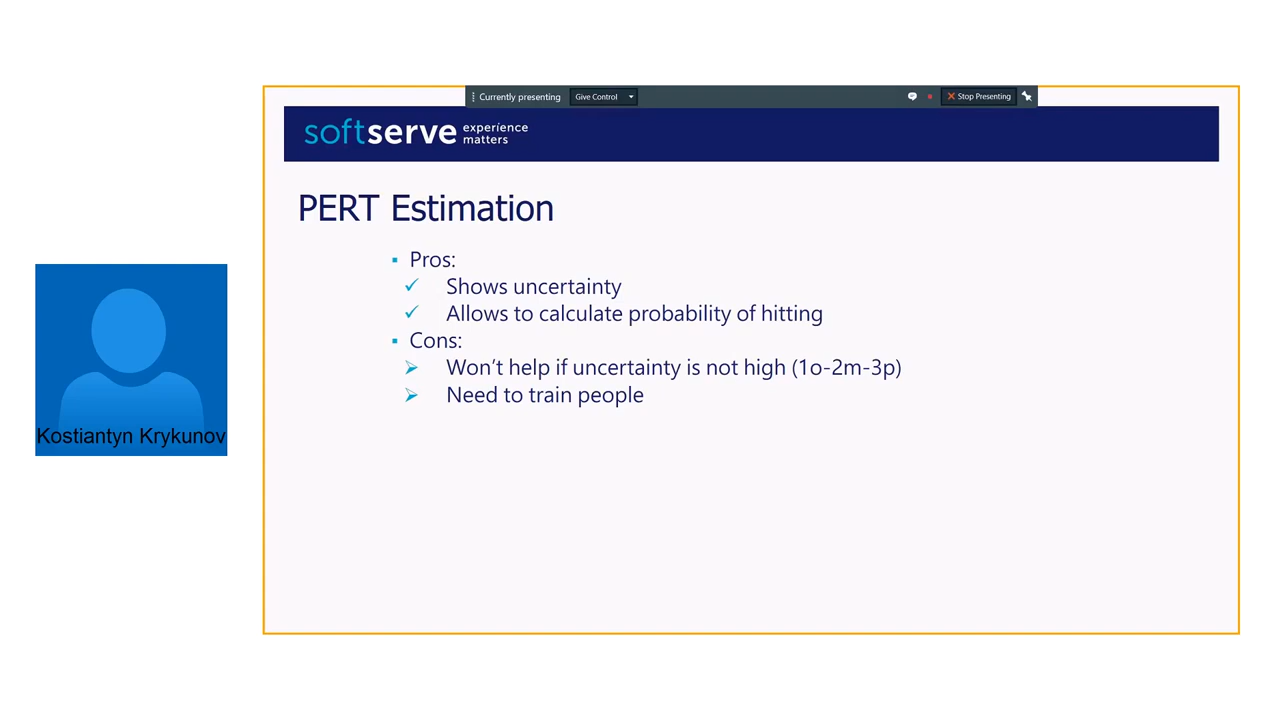 Currently presenting Give Control Stop Presenting
softserve experience matters
PERT Estimation
Pros:
Shows uncertainty
Allows to calculate probability of hitting
Cons:
Won't help if uncertainty is not high (1o-2m-3p)
Need to train people
Kostiantyn Krykunov